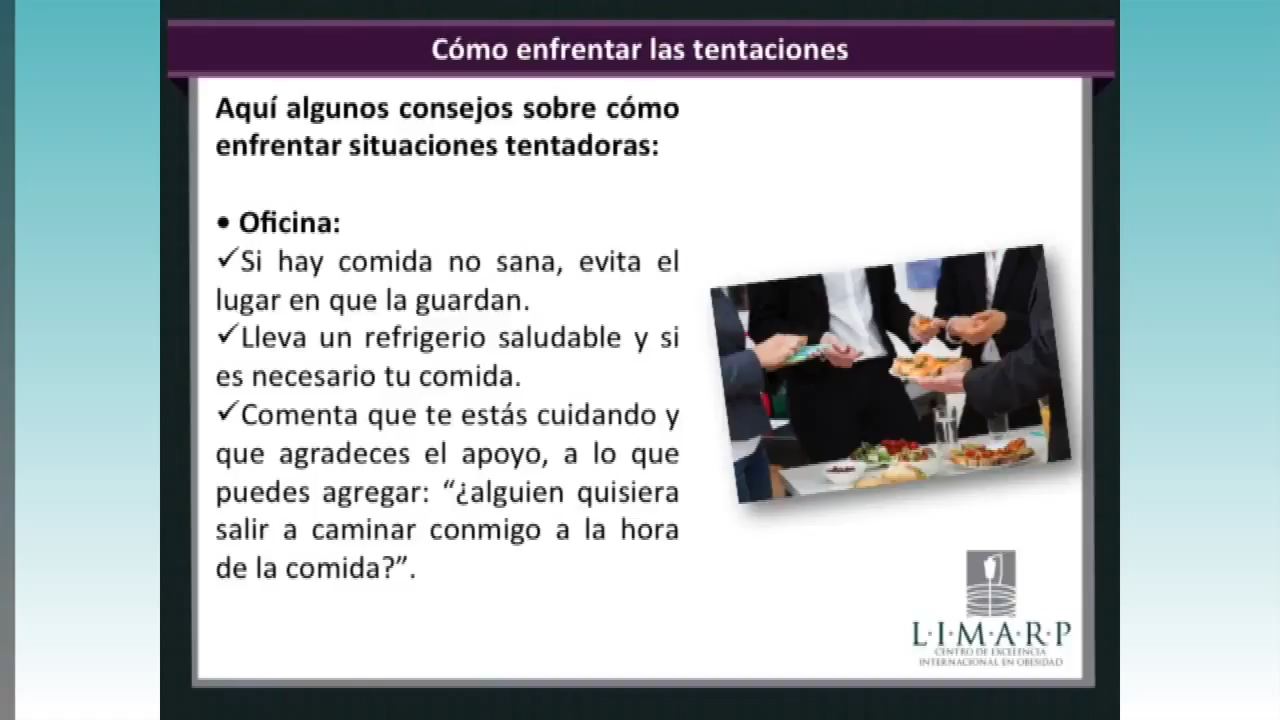 Cómo enfrentar las tentaciones
Aquí algunos consejos sobre cómo
enfrentar situaciones tentadoras:
• Oficina:
✓Si hay comida no sana, evita el
lugar en que la guardan.
✓Lleva un refrigerio saludable y si
es necesario tu comida.
✓Comenta que te estás cuidando y
que agradeces el apoyo, a lo que
puedes agregar: “¿alguien quisiera
salir a caminar conmigo a la hora
de la comida?”.
L·I·M·A·R·P
CENTRO DE EXCELENCIA
INTERNACIONAL EN OBESIDAD